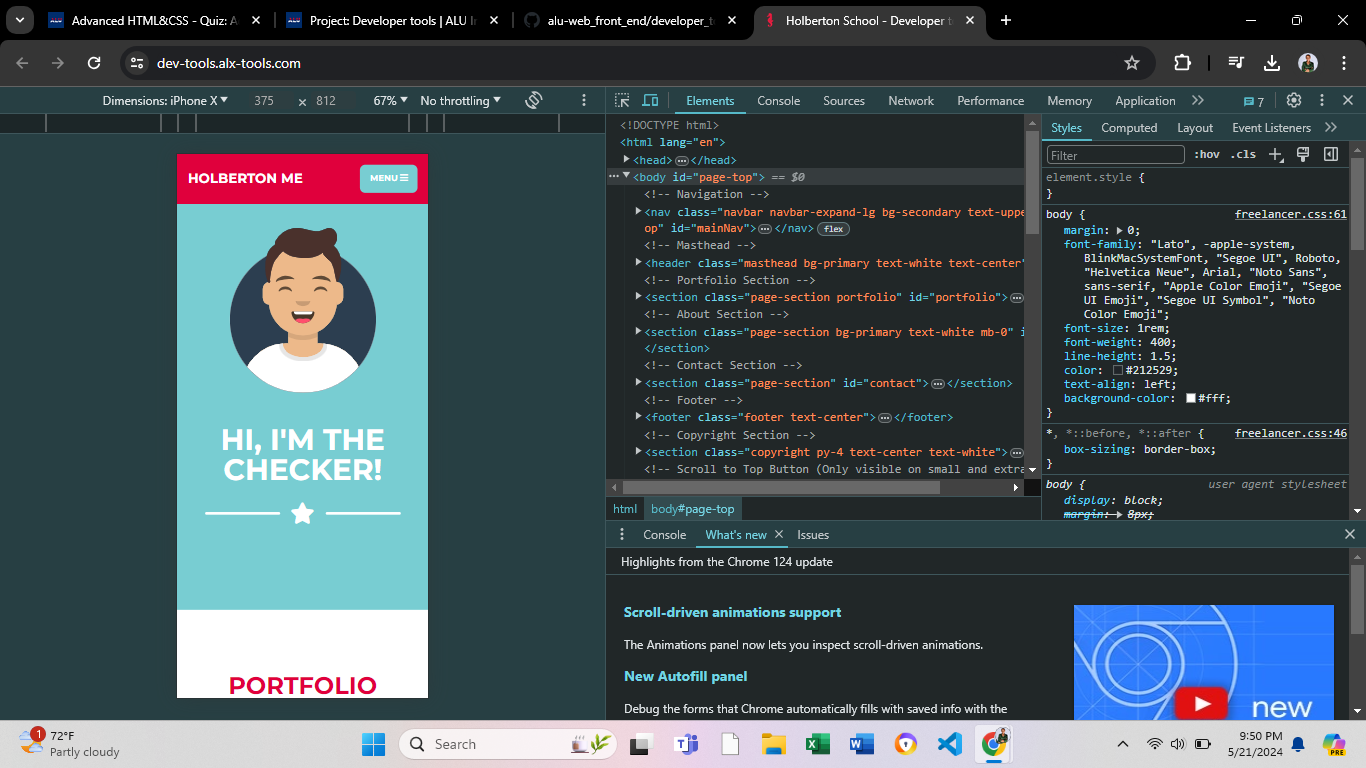 Advanced HTML&CSS - Quiz: A
Project: Developer tools | ALU In
alu-web_front_end/developer_to
Holberton School - Developer t
dev-tools.alx-tools.com
Dimensions: iPhone X
375 × 812
67%
No throttling
Elements
Console
Sources
Network
Performance
Memory
Application
7
HOLBERTON ME
MENU
HI, I'M THE
CHECKER!
PORTFOLIO
<!DOCTYPE html>
<html lang="en">
<head> </head>
<body id="page-top"> == $0
<!-- Navigation -->
<nav class="navbar navbar-expand-lg bg-secondary text-uppe
op" id="mainNav"> </nav> flex
<!-- Masthead -->
<header class="masthead bg-primary text-white text-center"
<!-- Portfolio Section -->
<section class="page-section portfolio" id="portfolio">
<!-- About Section -->
<section class="page-section bg-primary text-white mb-0" i
</section>
<!-- Contact Section -->
<section class="page-section" id="contact"> </section>
<!-- Footer -->
<footer class="footer text-center"> </footer>
<!-- Copyright Section -->
<section class="copyright py-4 text-center text-white">
<!-- Scroll to Top Button (Only visible on small and extra
html body#page-top
Styles
Computed
Layout
Event Listeners
Filter
:hov .cls
element.style {
}
body { freelancer.css:61
margin: 0;
font-family: "Lato", -apple-system,
BlinkMacSystemFont, "Segoe UI", Roboto,
"Helvetica Neue", Arial, "Noto Sans",
sans-serif, "Apple Color Emoji", "Segoe
UI Emoji", "Segoe UI Symbol", "Noto
Color Emoji";
font-size: 1rem;
font-weight: 400;
line-height: 1.5;
color: #212529;
text-align: left;
background-color: #fff;
}
*, *::before, *::after { freelancer.css:46
box-sizing: border-box;
}
body { user agent stylesheet
display: block;
margin: 8px;
Console
What's new
Issues
Highlights from the Chrome 124 update
Scroll-driven animations support
The Animations panel now lets you inspect scroll-driven animations.
New Autofill panel
Debug the forms that Chrome automatically fills with saved info with the
new
1
72°F
Partly cloudy
Search
PRE
9:50 PM
5/21/2024